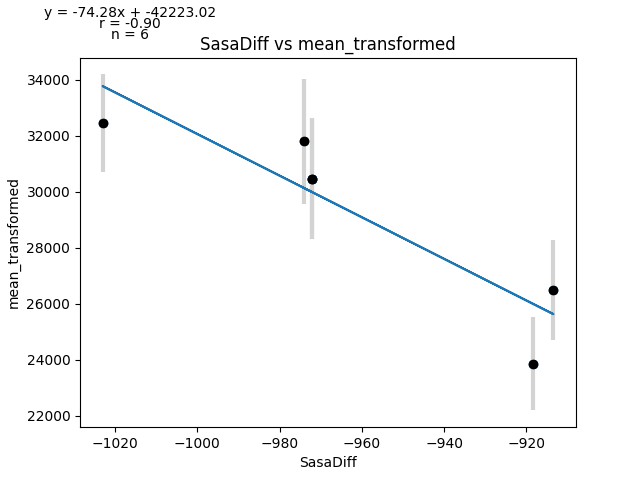 y = -74.28x + -42223.02
r = -0.90
n = 6
SasaDiff vs mean_transformed
34000
32000
30000
28000
26000
24000
22000
mean_transformed
−1020
−1000
−980
−960
−940
−920
SasaDiff